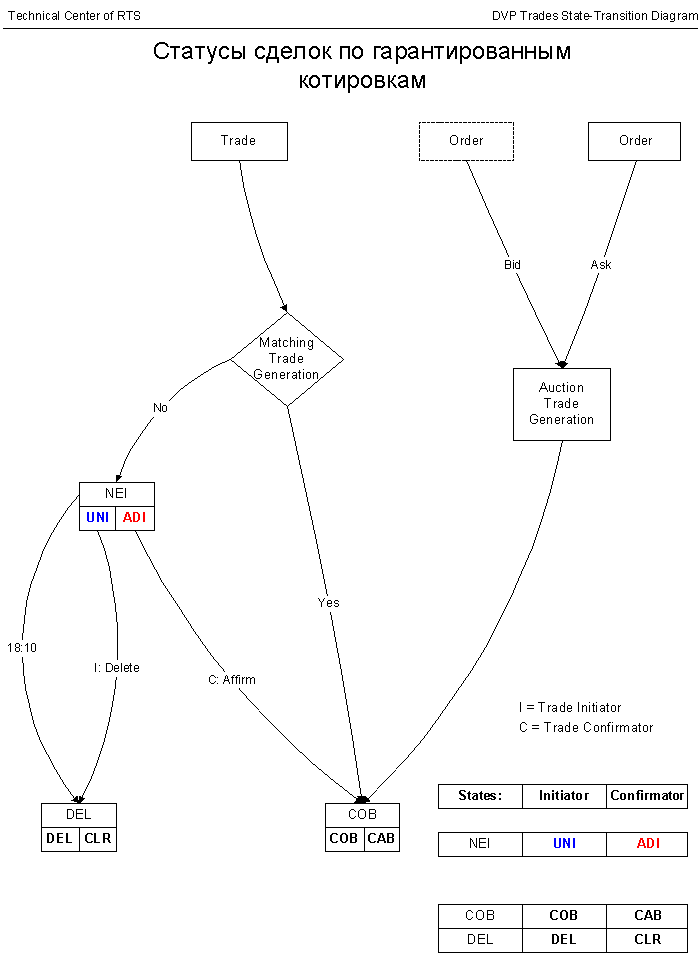 Technical Center of RTS
DVP Trades State-Transition Diagram
Статусы сделок по гарантированным
котировкам
Trade
Order
Order
Bid
Ask
Matching
Trade
Generation
Auction
Trade
Generation
No
NEI
UNI ADI
Yes
18:10
I: Delete
C: Affirm
I = Trade Initiator
C = Trade Confirmator
DEL
DEL CLR
COB
COB CAB
States: Initiator Confirmator
NEI UNI ADI
COB COB CAB
DEL DEL CLR